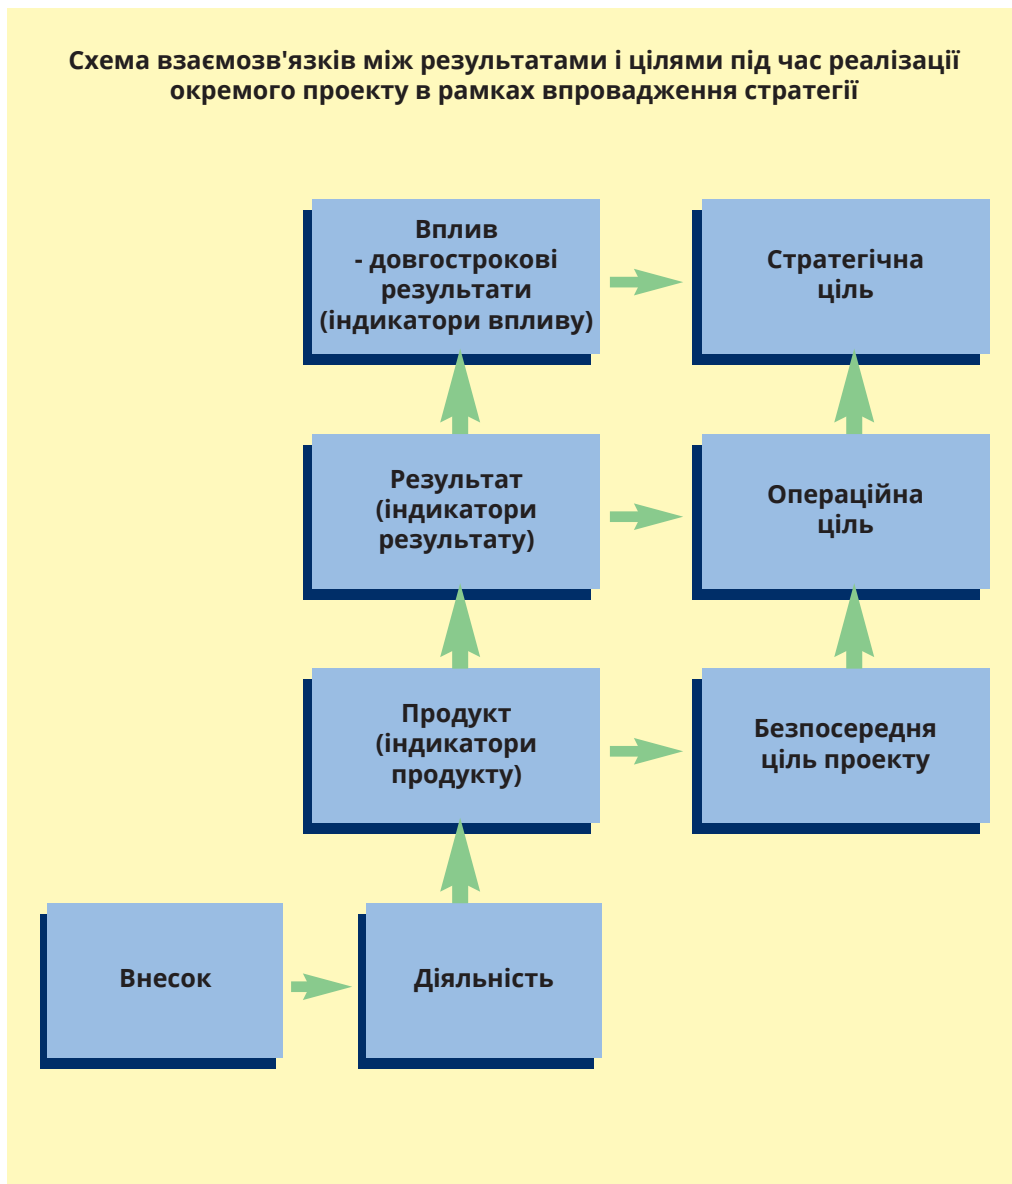 Схема взаємозв'язків між результатами і цілями під час реалізації
окремого проекту в рамках впровадження стратегії
Вплив
- довгострокові
результати
(індикатори впливу)
Стратегічна
ціль
Результат
(індикатори
результату)
Операційна
ціль
Продукт
(індикатори
продукту)
Безпосередня
ціль проекту
Внесок
Діяльність